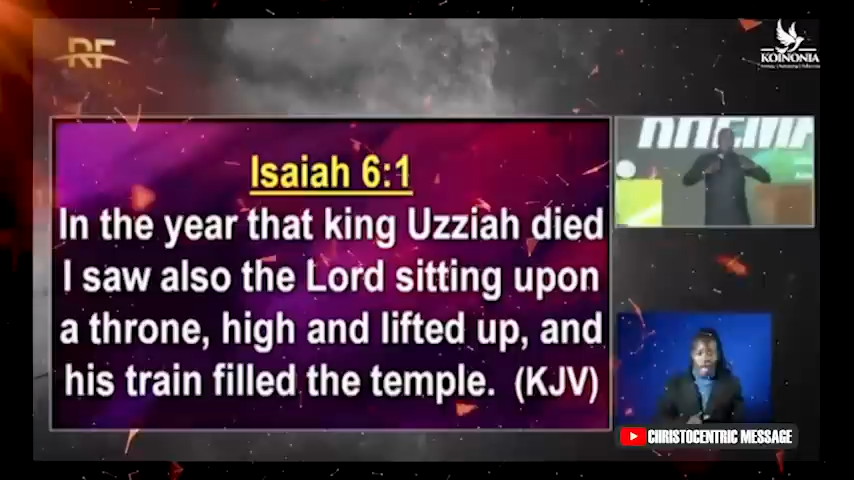 RF
KOINONIA
Isaiah 6:1
In the year that king Uzziah died
I saw also the Lord sitting upon
a throne, high and lifted up, and
his train filled the temple. (KJV)
CHRISTOCENTRIC MESSAGE